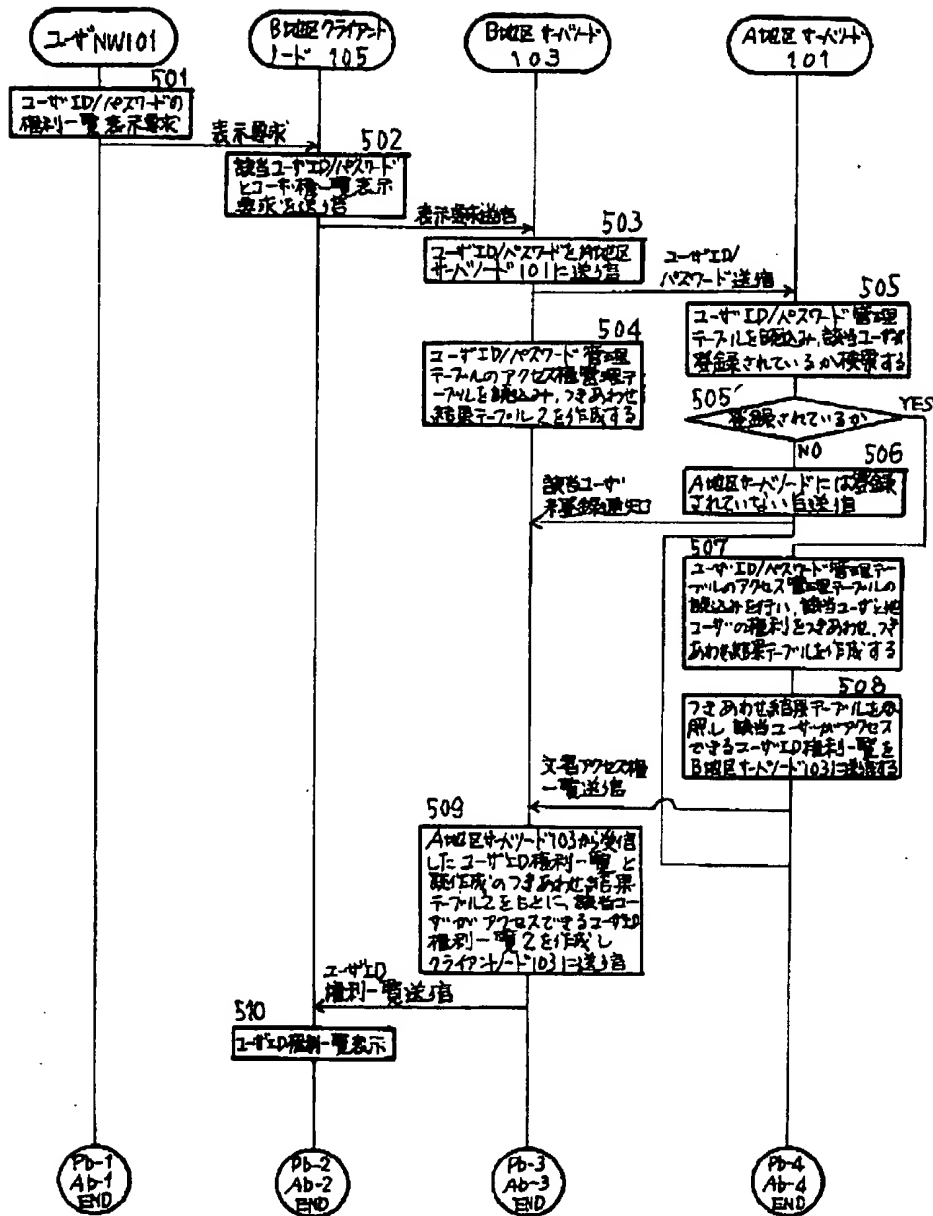 ユーザNW101
B地区クライアント
ノード 105
B地区サーバノード
103
A地区サーバノード
101
501
ユーザID/パスワードの
権利一覧表示要求
表示要求
502
該当ユーザID/パスワード
とユーザ権一覧表示
要求を送信
表示要求送信
503
ユーザID/パスワードをA地区
サーバノード101に送信
ユーザID/
パスワード送信
504
ユーザID/パスワード管理
テーブルのアクセス権管理テ
ーブルを読込み,つきあわせ
結果テーブル2を作成する
505
ユーザID/パスワード管理
テーブルを読込み,該当ユーザが
登録されているか検索する
505'
登録されているか
YES
NO
506
A地区サーバノードには登録
されていない旨送信
該当ユーザ
未登録通知
507
ユーザID/パスワード管理テー
ブルのアクセス管理テーブルの
読込みを行い,該当ユーザと他
ユーザの権利をつきあわせ,つき
あわせ結果テーブルを作成する
508
つきあわせ結果テーブルを
用し 該当ユーザがアクセス
できるユーザID権利一覧を
B地区サーバノード103に送信する
アクセス権
一覧送信
509
A地区サーバノード103から受信
したユーザID権利一覧と
既作成のつきあわせ結果
テーブル2をもとに,該当ユー
ザがアクセスできるユーザID
権利一覧2を作成し
クライアントノード103に送信
ユーザID
権利一覧送信
510
ユーザID権利一覧表示
Pb-1
Ab-1
END
Pb-2
Ab-2
END
Pb-3
Ab-3
END
Pb-4
Ab-4
END